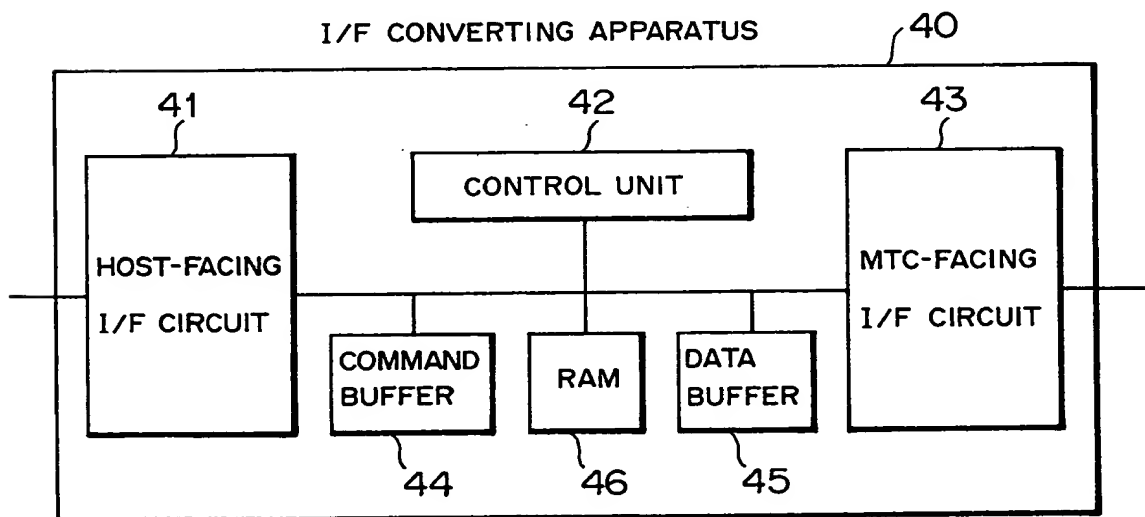 I/F CONVERTING APPARATUS
40
41
42
43
CONTROL UNIT
HOST-FACING
I/F CIRCUIT
MTC-FACING
I/F CIRCUIT
COMMAND
BUFFER
RAM
DATA
BUFFER
44
46
45